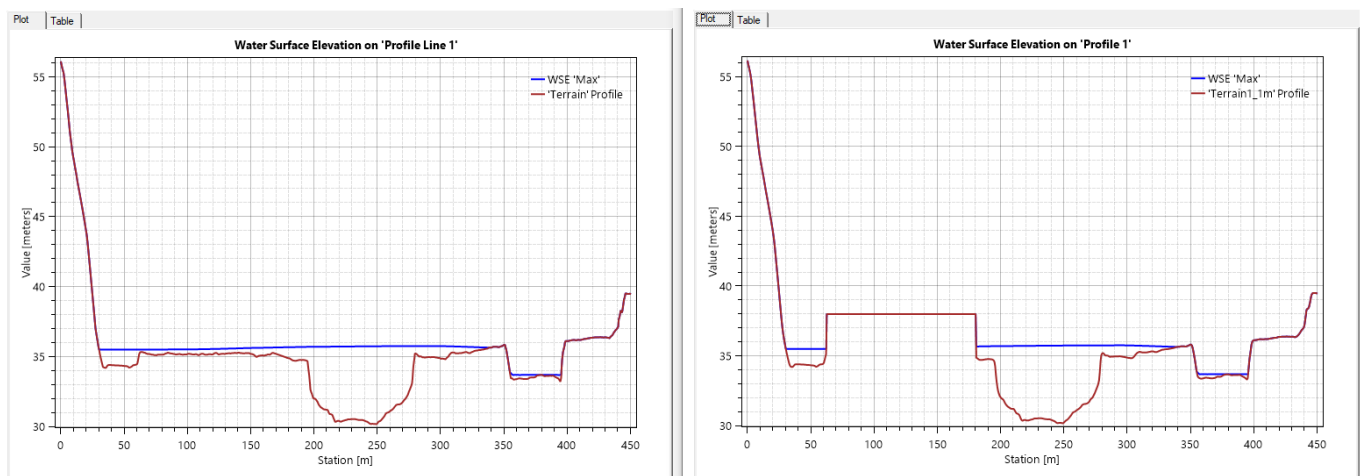 Plot Table
Water Surface Elevation on 'Profile Line 1'
WSE 'Max'
'Terrain' Profile
Value [meters]
55
50
45
40
35
30
0 50 100 150 200 250 300 350 400 450
Station [m]
Plot Table
Water Surface Elevation on 'Profile 1'
WSE 'Max'
'Terrain1_1m' Profile
Value [meters]
55
50
45
40
35
30
0 50 100 150 200 250 300 350 400 450
Station [m]